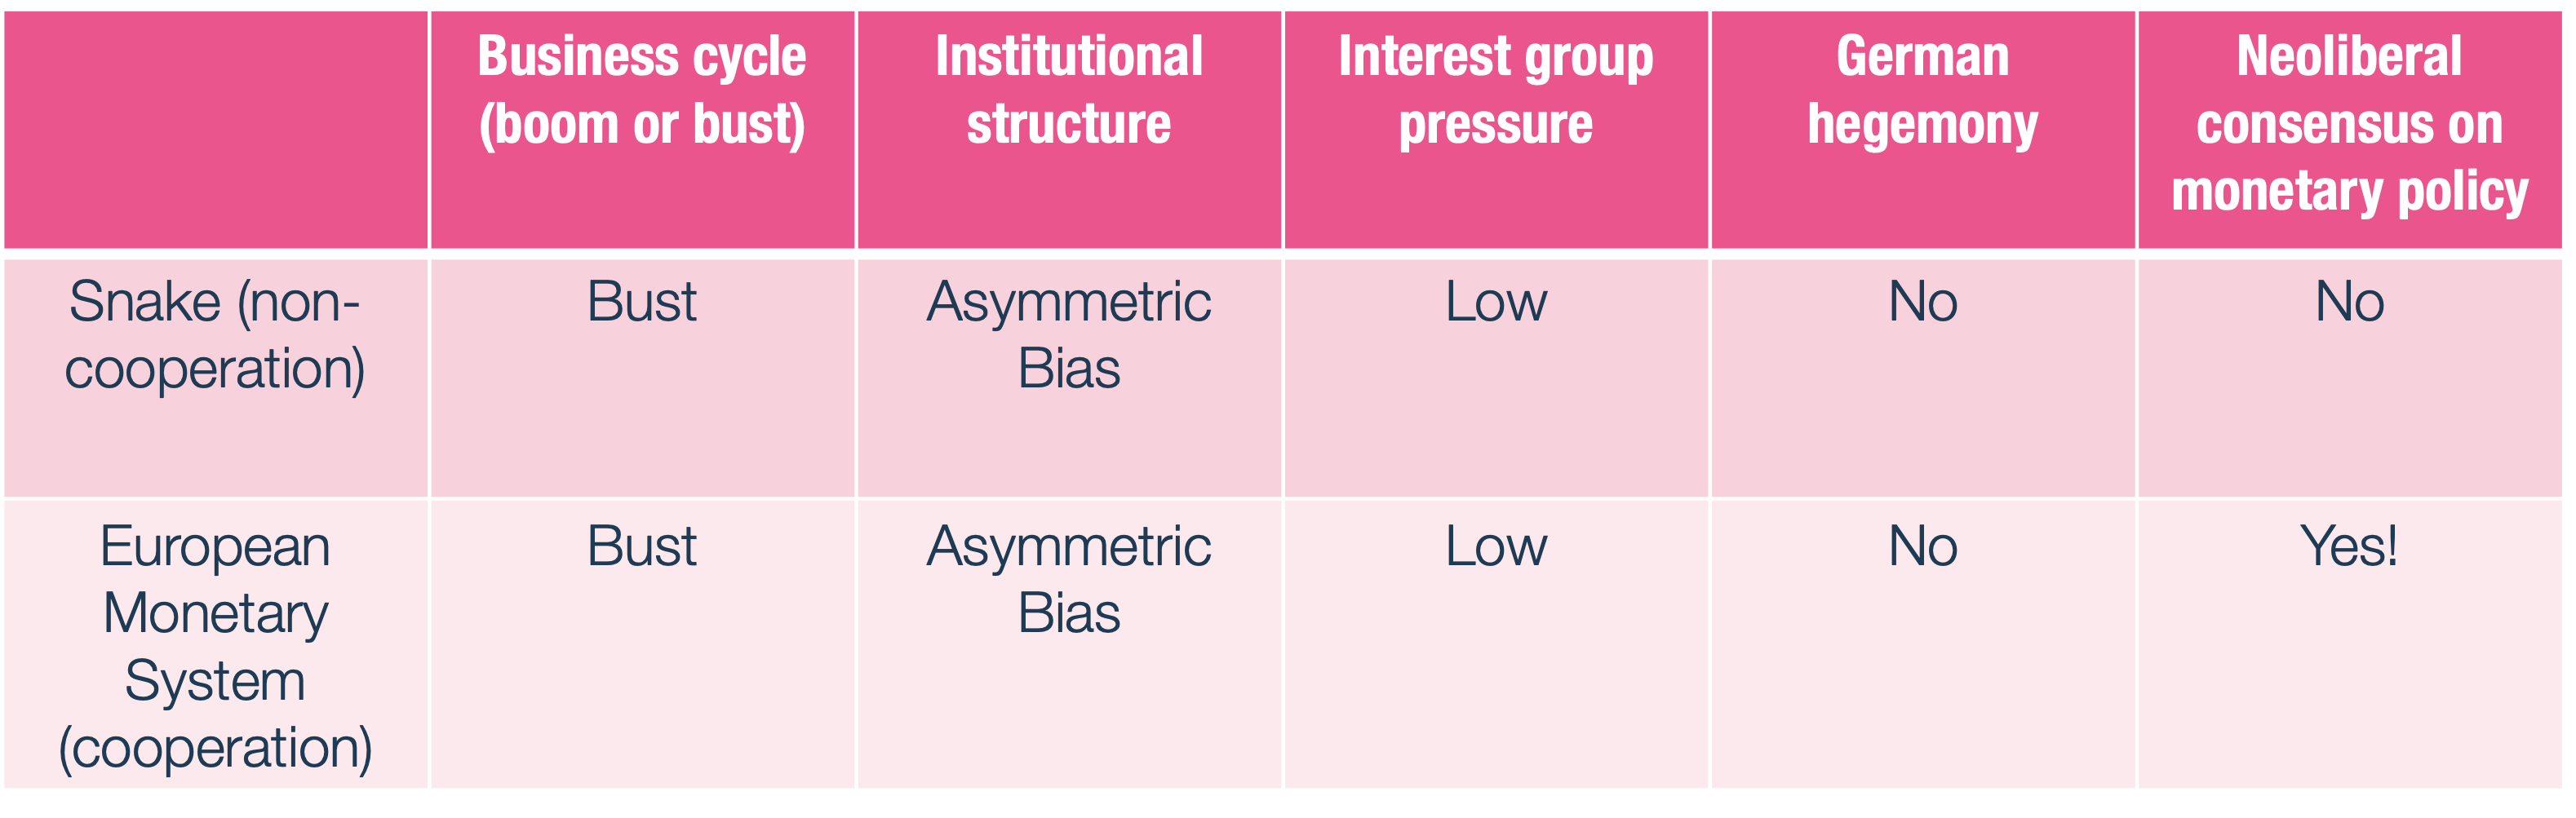 Business cycle
(boom or bust)
Institutional
structure
Interest group
pressure
German
hegemony
Neoliberal
consensus on
monetary policy
Snake (non-
cooperation)
Bust
Asymmetric
Bias
Low
No
No
European
Monetary
System
(cooperation)
Bust
Asymmetric
Bias
Low
No
Yes!